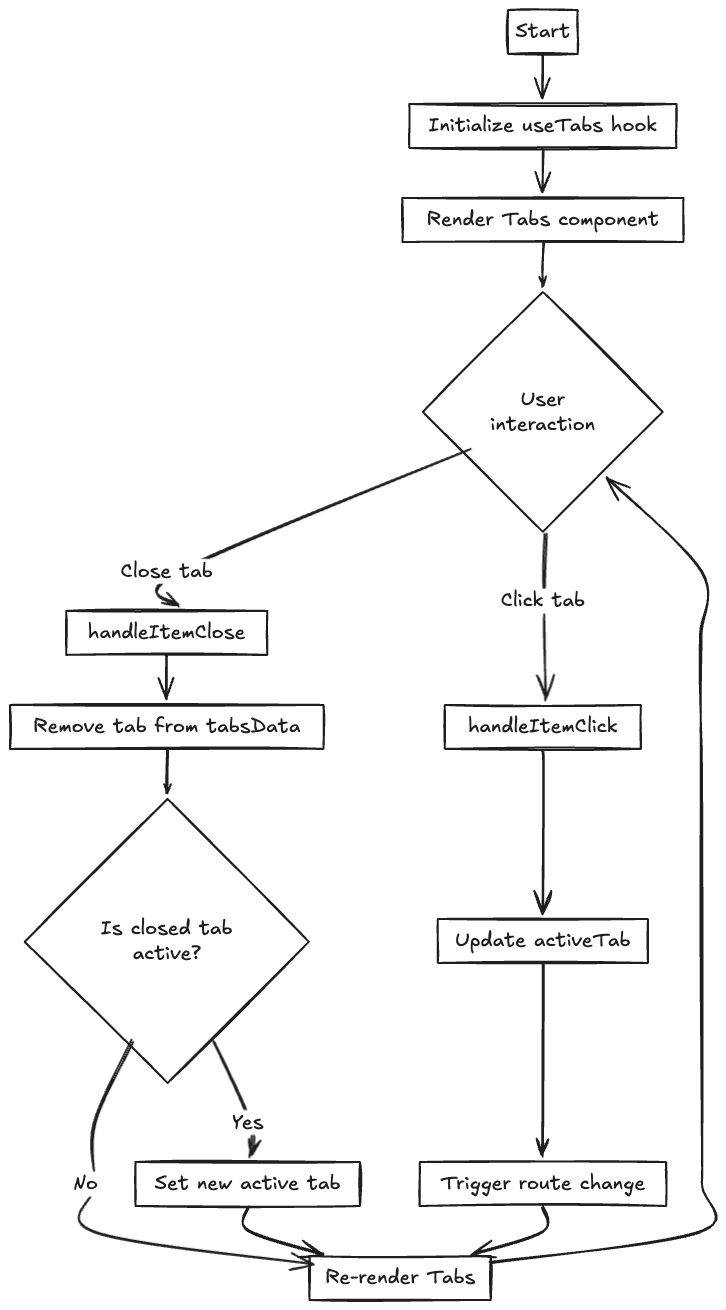 Start
Initialize useTabs hook
Render Tabs component
User
interaction
Close tab
Click tab
handleItemClose
Remove tab from tabsData
handleItemClick
Is closed tab
active?
Update activeTab
Yes
No
Set new active tab
Trigger route change
Re-render Tabs